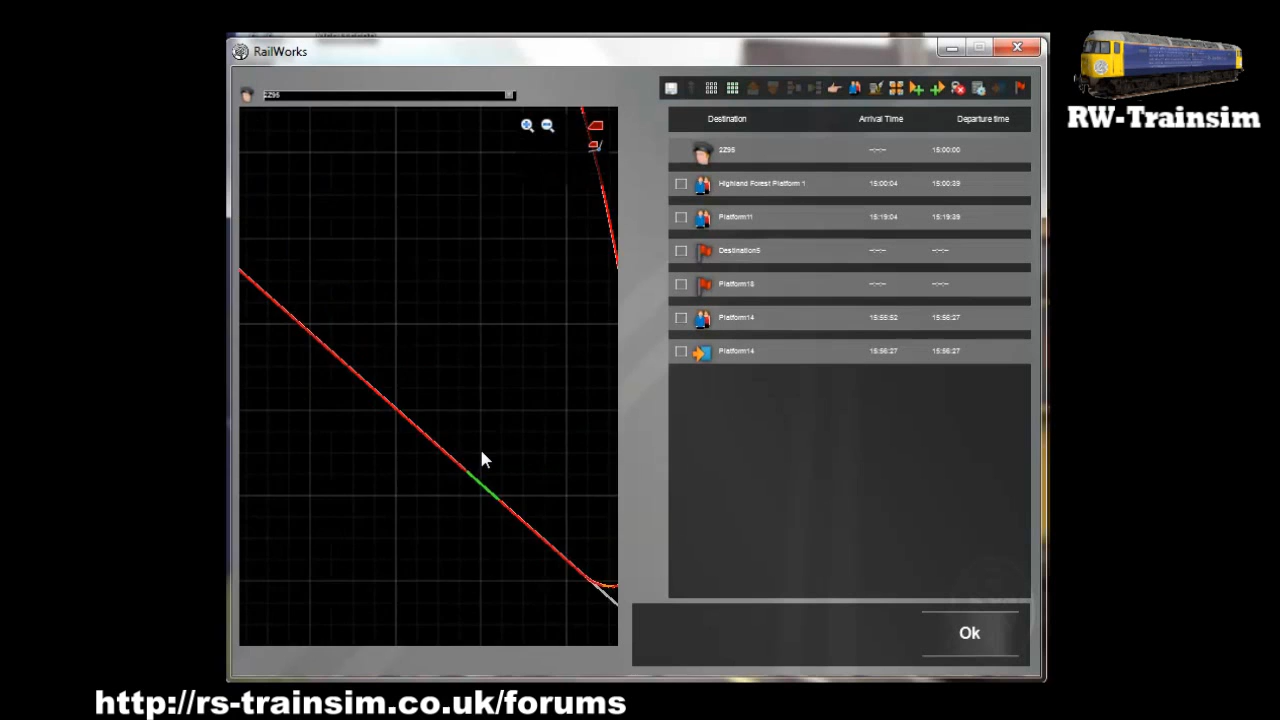 RailWorks
2Z96
Destination Arrival Time Departure time
2Z96 --:--:-- 15:00:00
Highland Forest Platform 1 15:00:04 15:00:39
Platform11 15:19:04 15:19:39
Destination5 --:--:-- --:--:--
Platform18 --:--:-- --:--:--
Platform14 15:55:52 15:56:27
Platform14 15:56:27 15:56:27
Ok
RW-Trainsim
http://rs-trainsim.co.uk/forums